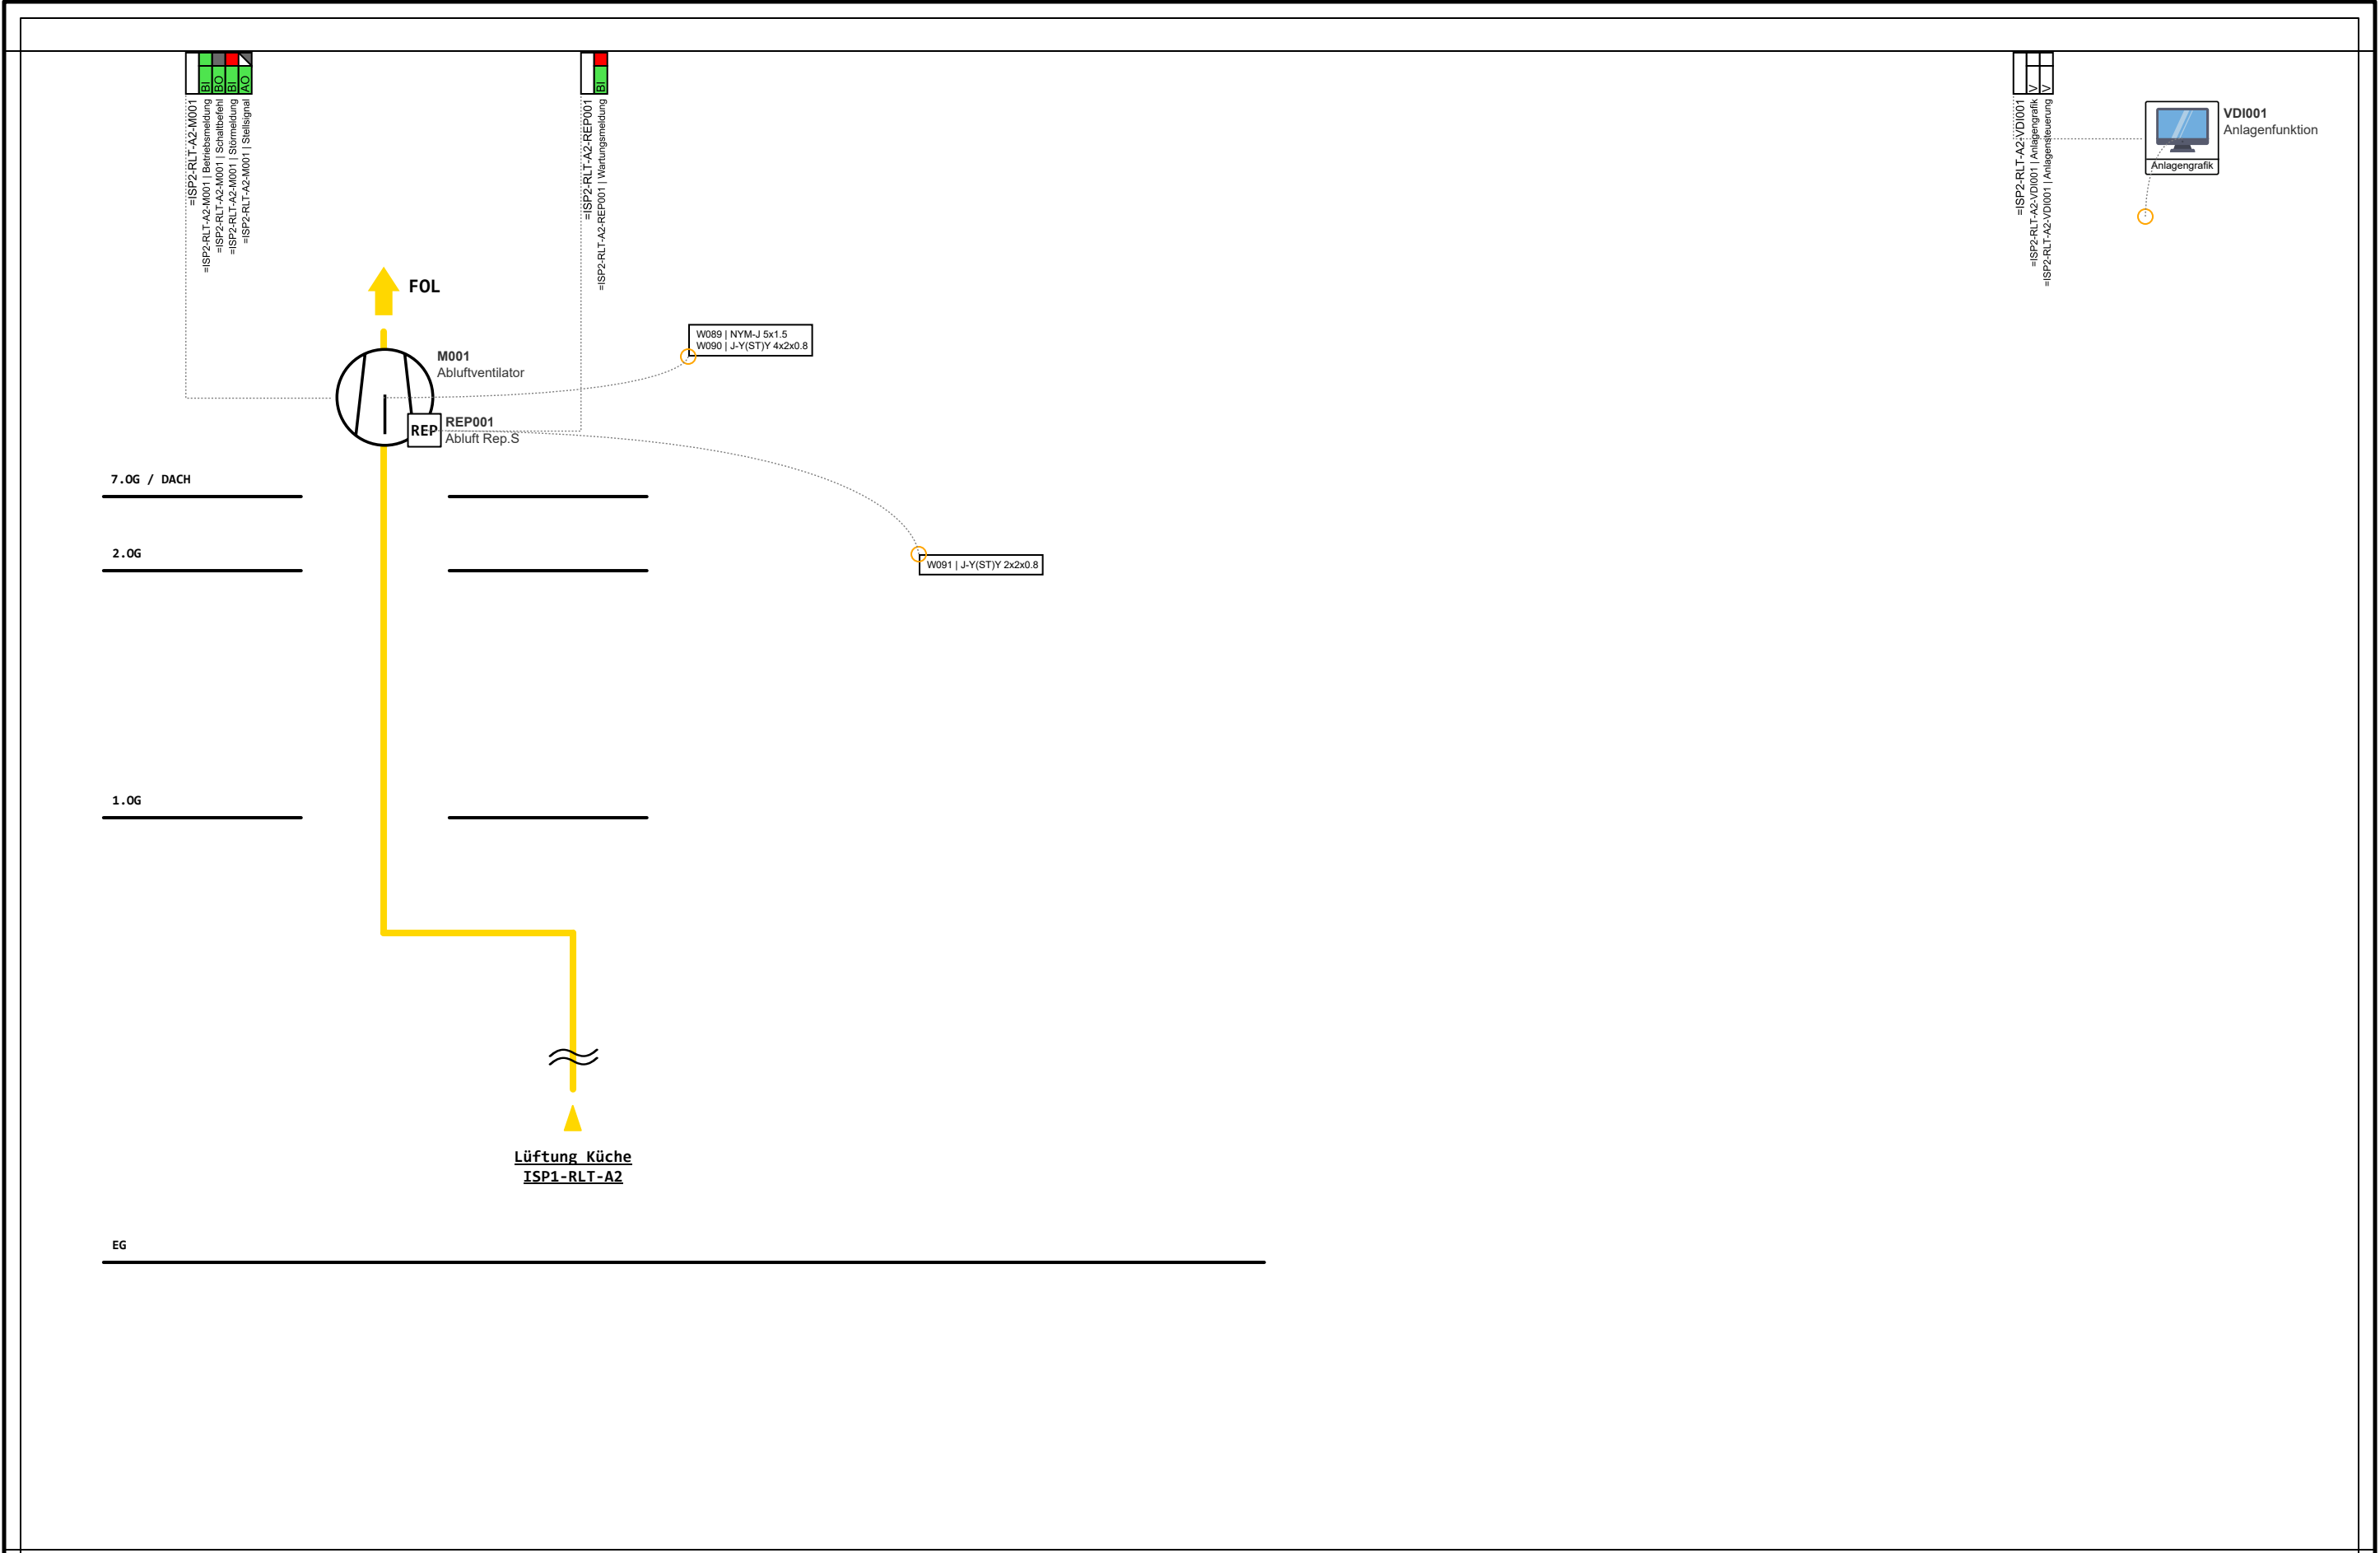 BI
BO
BI
AO
=ISP2-RLT-A2-M001
=ISP2-RLT-A2-M001 | Betriebsmeldung
=ISP2-RLT-A2-M001 | Schaltbefehl
=ISP2-RLT-A2-M001 | Störmeldung
=ISP2-RLT-A2-M001 | Stellsignal
BI
=ISP2-RLT-A2-REP001
=ISP2-RLT-A2-REP001 | Wartungsmeldung
V
V
=ISP2-RLT-A2-VDI001
=ISP2-RLT-A2-VDI001 | Anlagengrafik
=ISP2-RLT-A2-VDI001 | Anlagensteuerung
VDI001
Anlagenfunktion
Anlagengrafik
FOL
W089 | NYM-J 5x1.5
W090 | J-Y(ST)Y 4x2x0.8
M001
Abluftventilator
REP
REP001
Abluft Rep.S
7.OG / DACH
2.OG
W091 | J-Y(ST)Y 2x2x0.8
1.OG
Lüftung Küche
ISP1-RLT-A2
EG